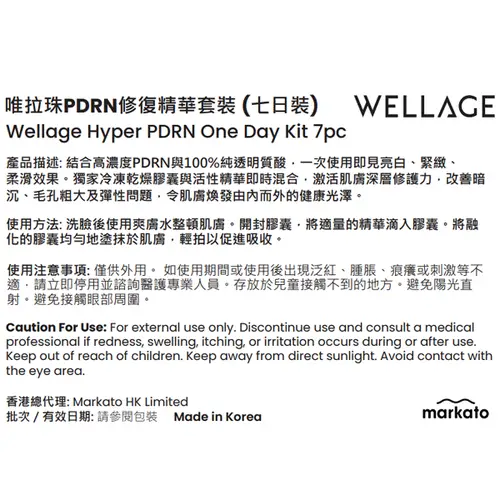 唯拉珠PDRN修復精華套裝 (七日裝)
WELLAGE
Wellage Hyper PDRN One Day Kit 7pc
產品描述: 結合高濃度PDRN與100%純透明質酸，一次使用即見亮白、緊緻、
柔滑效果。獨家冷凍乾燥膠囊與活性精華即時混合，激活肌膚深層修護力，改善暗
沉、毛孔粗大及彈性問題，令肌膚煥發由內而外的健康光澤。
使用方法: 洗臉後使用爽膚水整頓肌膚。開封膠囊，將適量的精華滴入膠囊。將融
化的膠囊均勻地塗抹於肌膚，輕拍以促進吸收。
使用注意事項: 僅供外用。 如使用期間或使用後出現泛紅、腫脹、痕癢或刺激等不
適，請立即停用並諮詢醫護專業人員。存放於兒童接觸不到的地方。避免陽光直
射。避免接觸眼部周圍。
Caution For Use: For external use only. Discontinue use and consult a medical
professional if redness, swelling, itching, or irritation occurs during or after use.
Keep out of reach of children. Keep away from direct sunlight. Avoid contact with
the eye area.
香港總代理: Markato HK Limited
批次 / 有效日期: 請參閱包裝 Made in Korea
markato